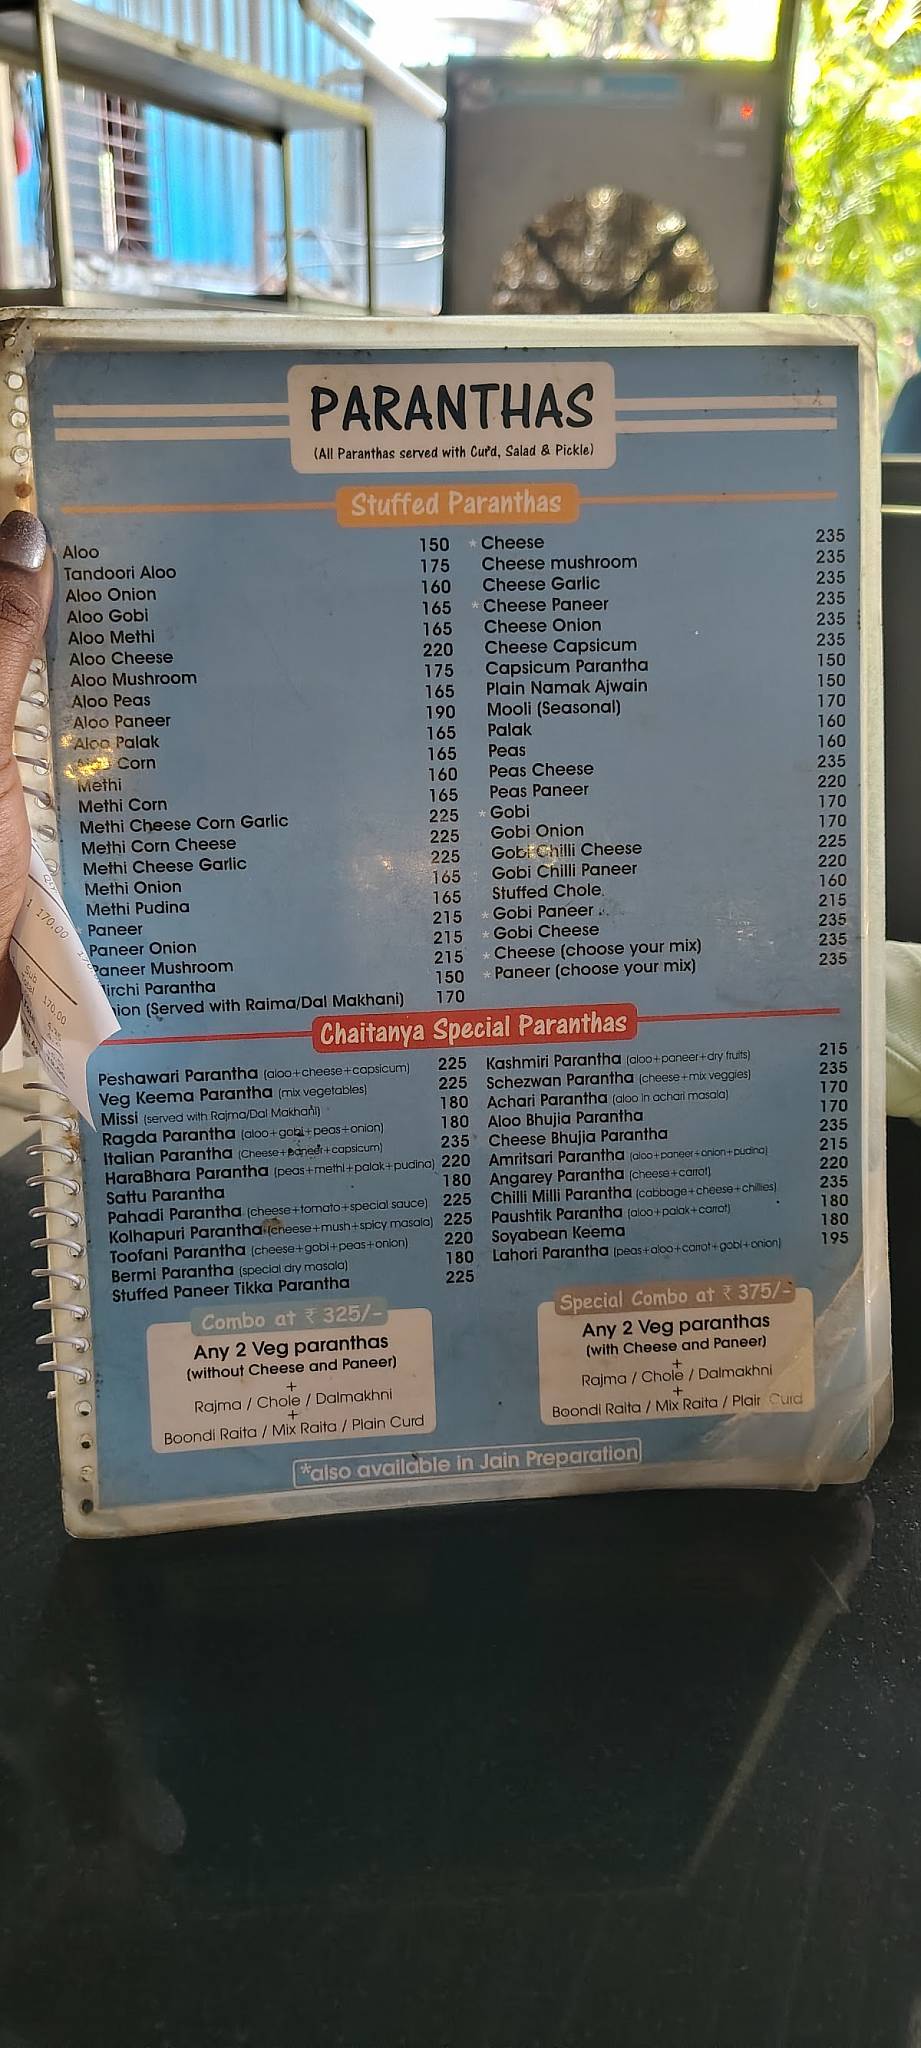 PARANTHAS
(All Paranthas served with Curd, Salad & Pickle)
Stuffed Paranthas
Aloo 150
Tandoori Aloo 175
Aloo Onion 160
Aloo Gobi 165
Aloo Methi 165
Aloo Cheese 220
Aloo Mushroom 175
Aloo Peas 165
Aloo Paneer 190
*Aloo Palak 165
Corn 165
Methi 160
Methi Corn 165
Methi Cheese Corn Garlic 225
Methi Corn Cheese 225
Methi Cheese Garlic 225
Methi Onion 165
Methi Pudina 165
Paneer 215
Paneer Onion 215
Paneer Mushroom 215
irchi Parantha 150
nion (Served with Raima/Dal Makhani) 170
* Cheese 235
Cheese mushroom 235
Cheese Garlic 235
* Cheese Paneer 235
Cheese Onion 235
Cheese Capsicum 235
Capsicum Parantha 150
Plain Namak Ajwain 150
Mooli (Seasonal) 170
Palak 160
Peas 160
Peas Cheese 235
Peas Paneer 220
* Gobi 170
Gobi Onion 170
Gobi Chilli Cheese 225
Gobi Chilli Paneer 220
Stuffed Chole 160
* Gobi Paneer 215
* Gobi Cheese 235
* Cheese (choose your mix) 235
* Paneer (choose your mix) 235
Chaitanya Special Paranthas
Peshawari Parantha (aloo+cheese+capsicum) 225
Veg Keema Parantha (mix vegetables) 225
Missi (served with Rajma/Dal Makhani) 180
Ragda Parantha (aloo+gobi+peas+onion) 180
Italian Parantha (Cheese+paneer+capsicum) 235
HaraBhara Parantha (peas+methi+palak+pudina) 220
Sattu Parantha 180
Pahadi Parantha (cheese+tomato+special sauce) 225
Kolhapuri Parantha (cheese+mush+spicy masala) 225
Toofani Parantha (cheese+gobi+peas+onion) 220
Bermi Parantha (special dry masala) 180
Stuffed Paneer Tikka Parantha 225
Kashmiri Parantha (aloo+paneer+dry fruits) 215
Schezwan Parantha (cheese+mix veggies) 235
Achari Parantha (aloo in achari masala) 170
Aloo Bhujia Parantha 170
Cheese Bhujia Parantha 235
Amritsari Parantha (aloo+paneer+onion+pudina) 215
Angarey Parantha (cheese+carrot) 220
Chilli Milli Parantha (cabbage+cheese+chillies) 235
Paushtik Parantha (aloo+palak+carrot) 180
Soyabean Keema 180
Lahori Parantha (peas+aloo+carrot+gobi+onion) 195
Combo at ₹ 325/-
Any 2 Veg paranthas
(without Cheese and Paneer)
+
Rajma / Chole / Dalmakhni
+
Boondi Raita / Mix Raita / Plain Curd
Special Combo at ₹ 375/-
Any 2 Veg paranthas
(with Cheese and Paneer)
+
Rajma / Chole / Dalmakhni
+
Boondi Raita / Mix Raita / Plain Curd
*also available in Jain Preparation
1 170.00
Sub
170.00